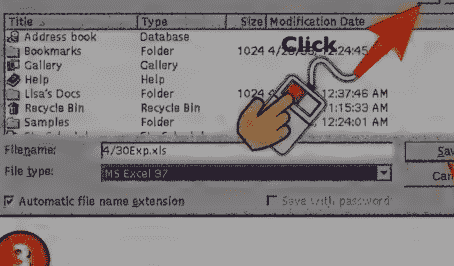 Title / Type Size Modification Date
Address book Database
Bookmarks Folder 1024
Click
Gallery Gallery
Help Help
Lisa's Docs Folder 1024 12:37:46 AM
Recycle Bin Recycle Bin 1:15:33 AM
Samples Folder 12:24:01 AM
Filename: 4/30Exp.xls
File type: MS Excel 97
Automatic file name extension Save with password
3